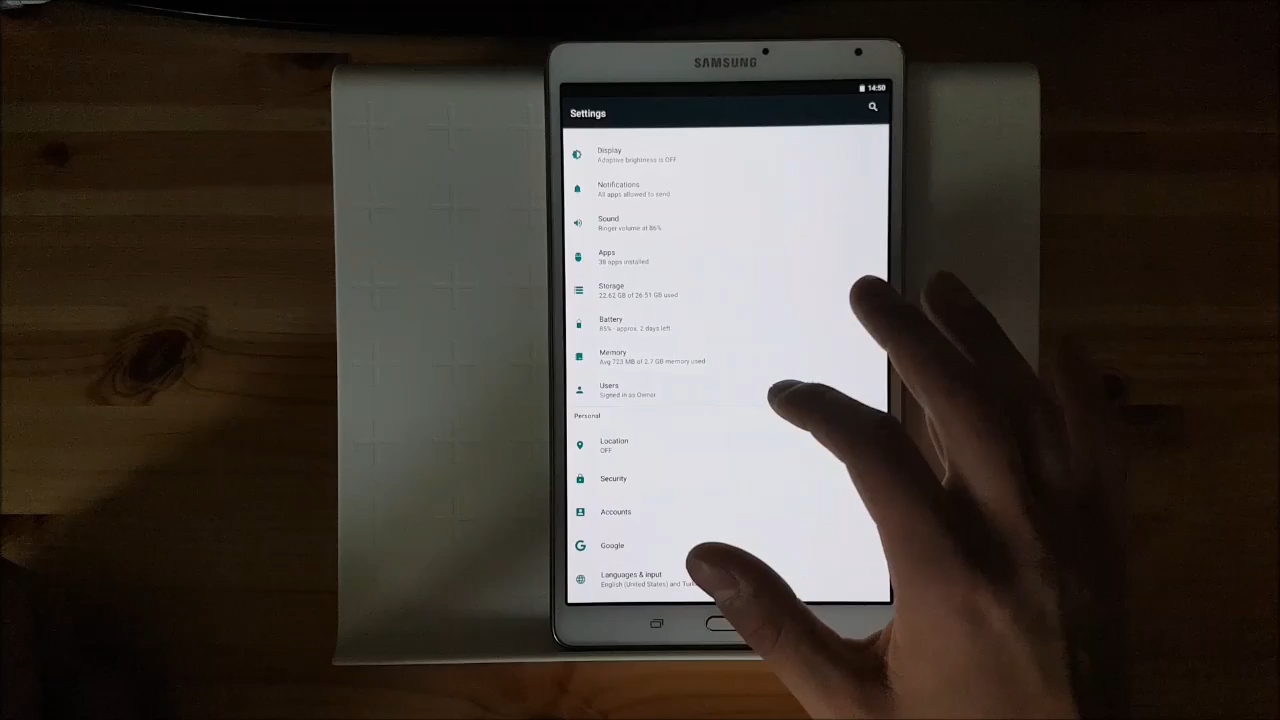 SAMSUNG
14:50
Settings
Display
Adaptive brightness is OFF
Notifications
All apps allowed to send
Sound
Ringer volume at 86%
Apps
38 apps installed
Storage
22.62 GB of 26.51 GB used
Battery
85% - approx. 2 days left
Memory
Avg 723 MB of 2.7 GB memory used
Users
Signed in as Owner
Personal
Location
OFF
Security
Accounts
Google
Languages & input
English (United States) and